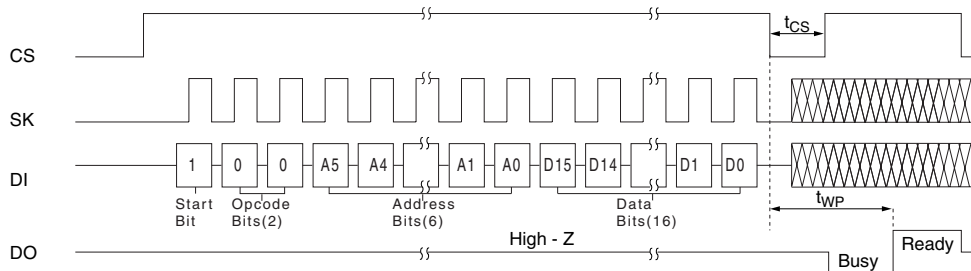 CS
tCS
SK
DI
1 0 0 A5 A4 A1 A0 D15 D14 D1 D0
Start Bit
Opcode Bits(2)
Address Bits(6)
Data Bits(16)
tWP
DO
High - Z
Busy
Ready